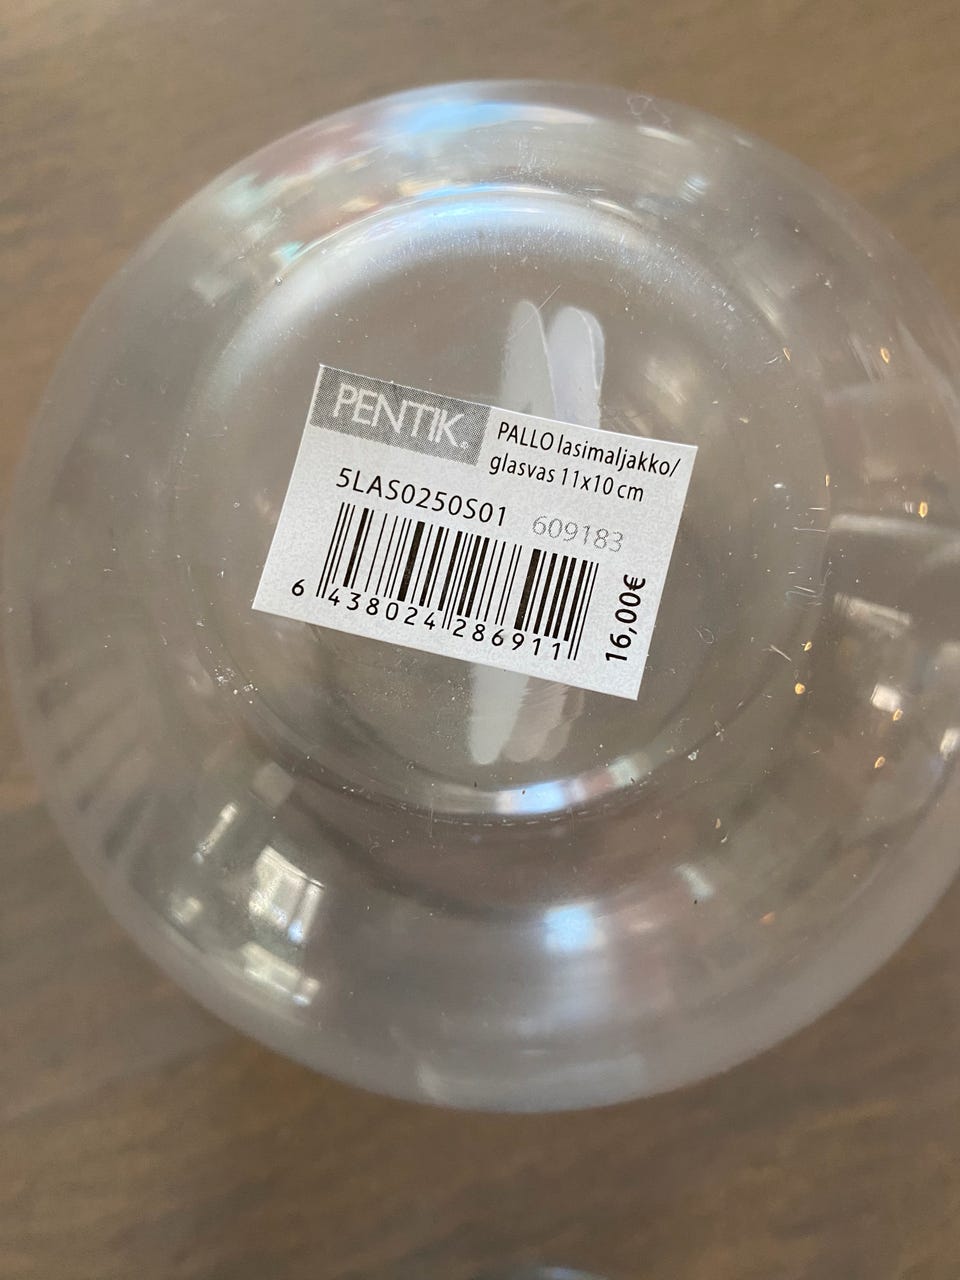 PENTIK®
PALLO lasimaljakko/
glasvas 11x10 cm
5LAS0250S01 609183
6 438024 286911
16,00€